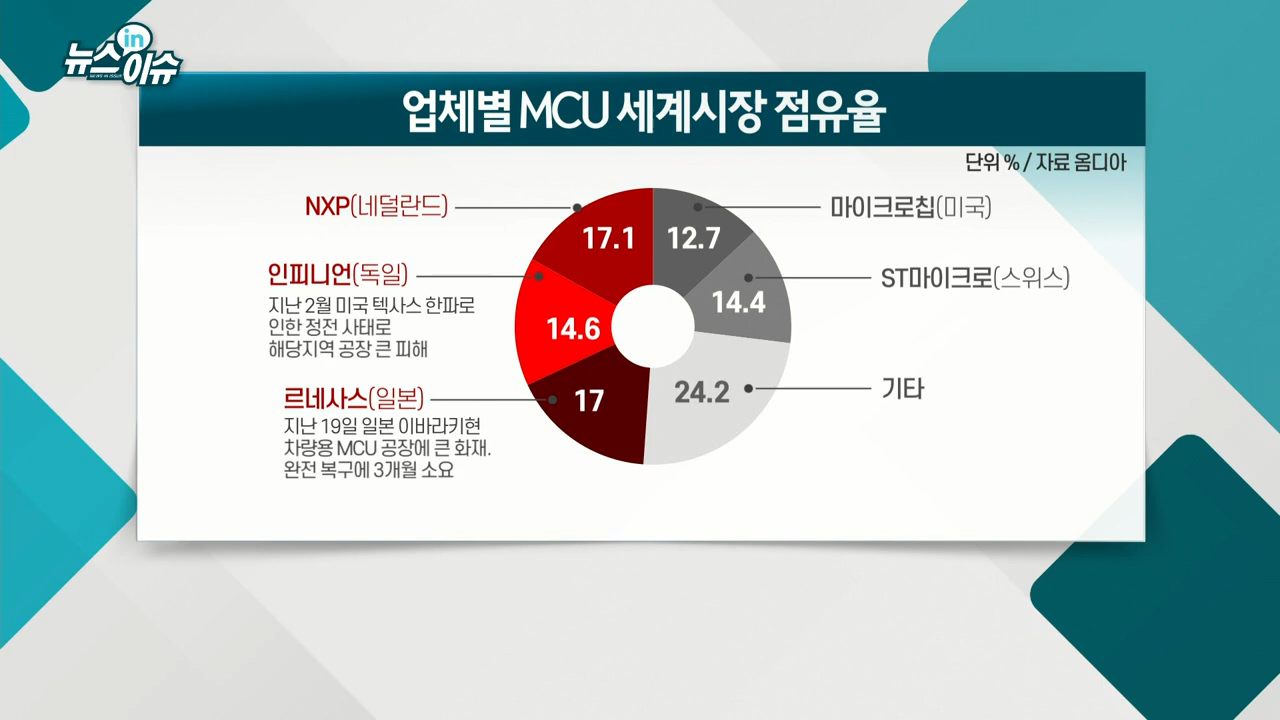 뉴스in이슈
NEWS IN ISSUE
업체별 MCU 세계시장 점유율
단위 % / 자료 옴디아
NXP(네덜란드)
17.1
12.7
마이크로칩(미국)
인피니언(독일)
지난 2월 미국 텍사스 한파로
인한 정전 사태로
해당지역 공장 큰 피해
14.6
14.4
ST마이크로(스위스)
르네사스(일본)
지난 19일 일본 이바라키현
차량용 MCU 공장에 큰 화재.
완전 복구에 3개월 소요
17
24.2
기타